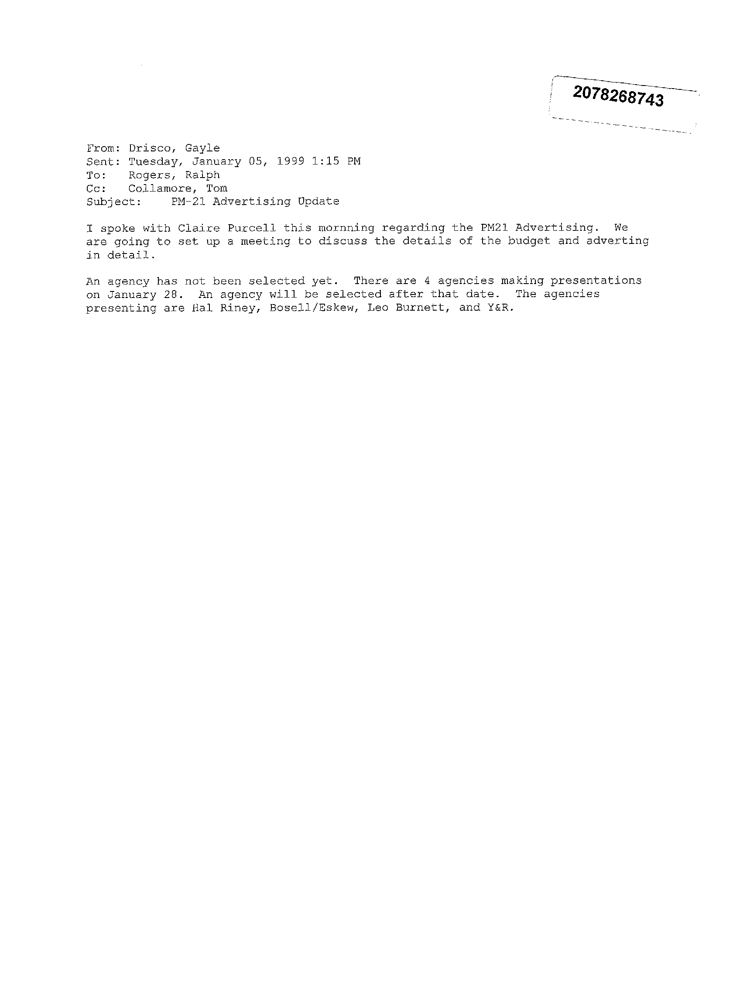 2078268743
From: Drisco, Gayle
Sent: Tuesday, January 05, 1999 1:15 PM
To: Rogers, Ralph
Cc: Collamore, Tom
Subject: PM-21 Advertising Update
I spoke with Claire Purcell this mornning regarding the PM21 Advertising. We
are going to set up a meeting to discuss the details of the budget and adverting
in detail.
An agency has not been selected yet. There are 4 agencies making presentations
on January 28. An agency will be selected after that date. The agencies
presenting are Hal Riney, Bosell/Eskew, Leo Burnett, and Y&R.